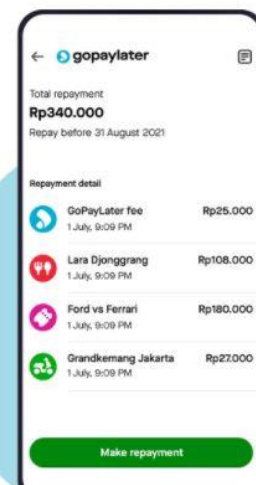 gopaylater
Total repayment
Rp340.000
Repay before 31 August 2021
Repayment detail
GoPayLater fee Rp25.000
1 July, 9:09 PM
Lara Djonggrang Rp108.000
1 July, 9:09 PM
Ford vs Ferrari Rp180.000
1 July, 9:09 PM
Grandkemang Jakarta Rp27.000
1 July, 9:09 PM
Make repayment